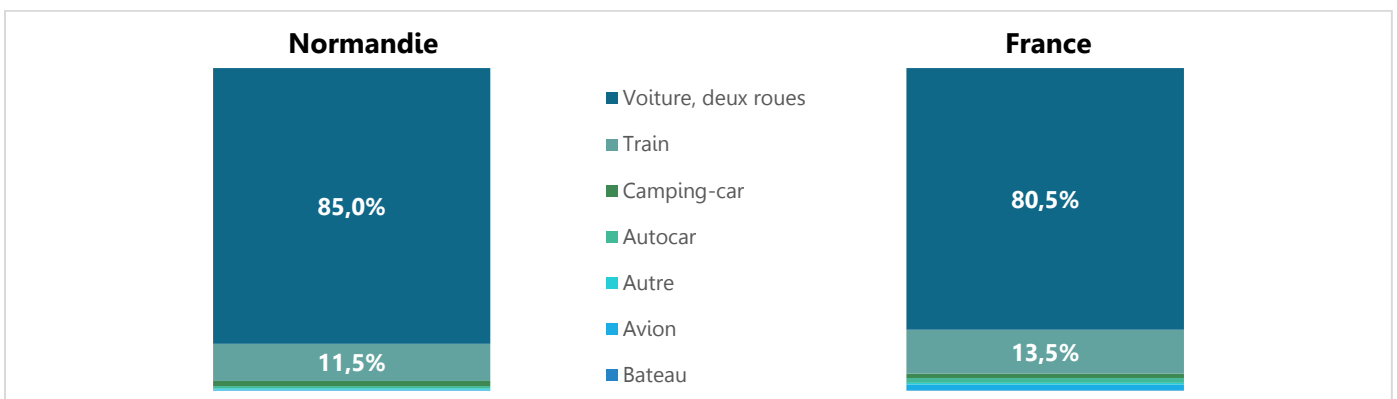 Normandie
France
Voiture, deux roues
Train
Camping-car
Autocar
Autre
Avion
Bateau
85,0%
11,5%
80,5%
13,5%